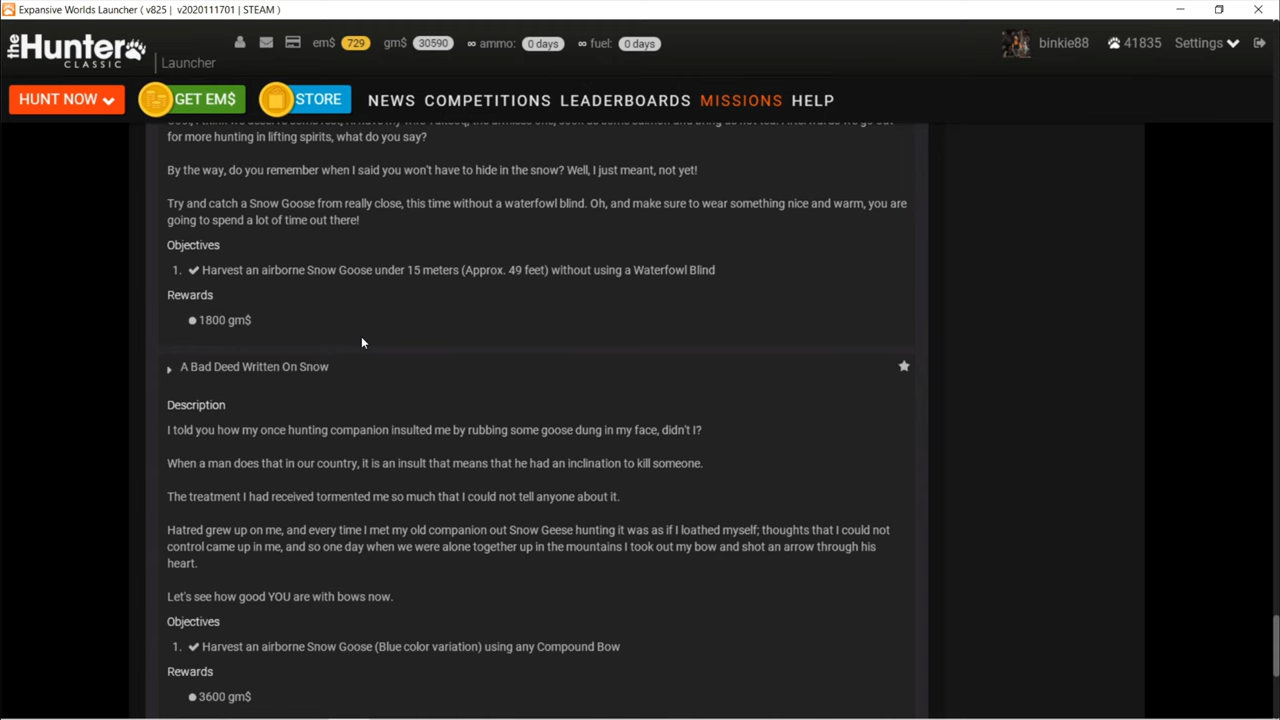 Expansive Worlds Launcher ( v825 | v2020111701 | STEAM )
theHunter CLASSIC
Launcher
em$ 729 gm$ 30590 ∞ ammo: 0 days ∞ fuel: 0 days
binkie88 41835 Settings
HUNT NOW GET EM$ STORE NEWS COMPETITIONS LEADERBOARDS MISSIONS HELP
for more hunting in lifting spirits, what do you say?
By the way, do you remember when I said you won't have to hide in the snow? Well, I just meant, not yet!
Try and catch a Snow Goose from really close, this time without a waterfowl blind. Oh, and make sure to wear something nice and warm, you are
going to spend a lot of time out there!
Objectives
1. ✔ Harvest an airborne Snow Goose under 15 meters (Approx. 49 feet) without using a Waterfowl Blind
Rewards
● 1800 gm$
A Bad Deed Written On Snow
Description
I told you how my once hunting companion insulted me by rubbing some goose dung in my face, didn't I?
When a man does that in our country, it is an insult that means that he had an inclination to kill someone.
The treatment I had received tormented me so much that I could not tell anyone about it.
Hatred grew up on me, and every time I met my old companion out Snow Geese hunting it was as if I loathed myself; thoughts that I could not
control came up in me, and so one day when we were alone together up in the mountains I took out my bow and shot an arrow through his
heart.
Let's see how good YOU are with bows now.
Objectives
1. ✔ Harvest an airborne Snow Goose (Blue color variation) using any Compound Bow
Rewards
● 3600 gm$